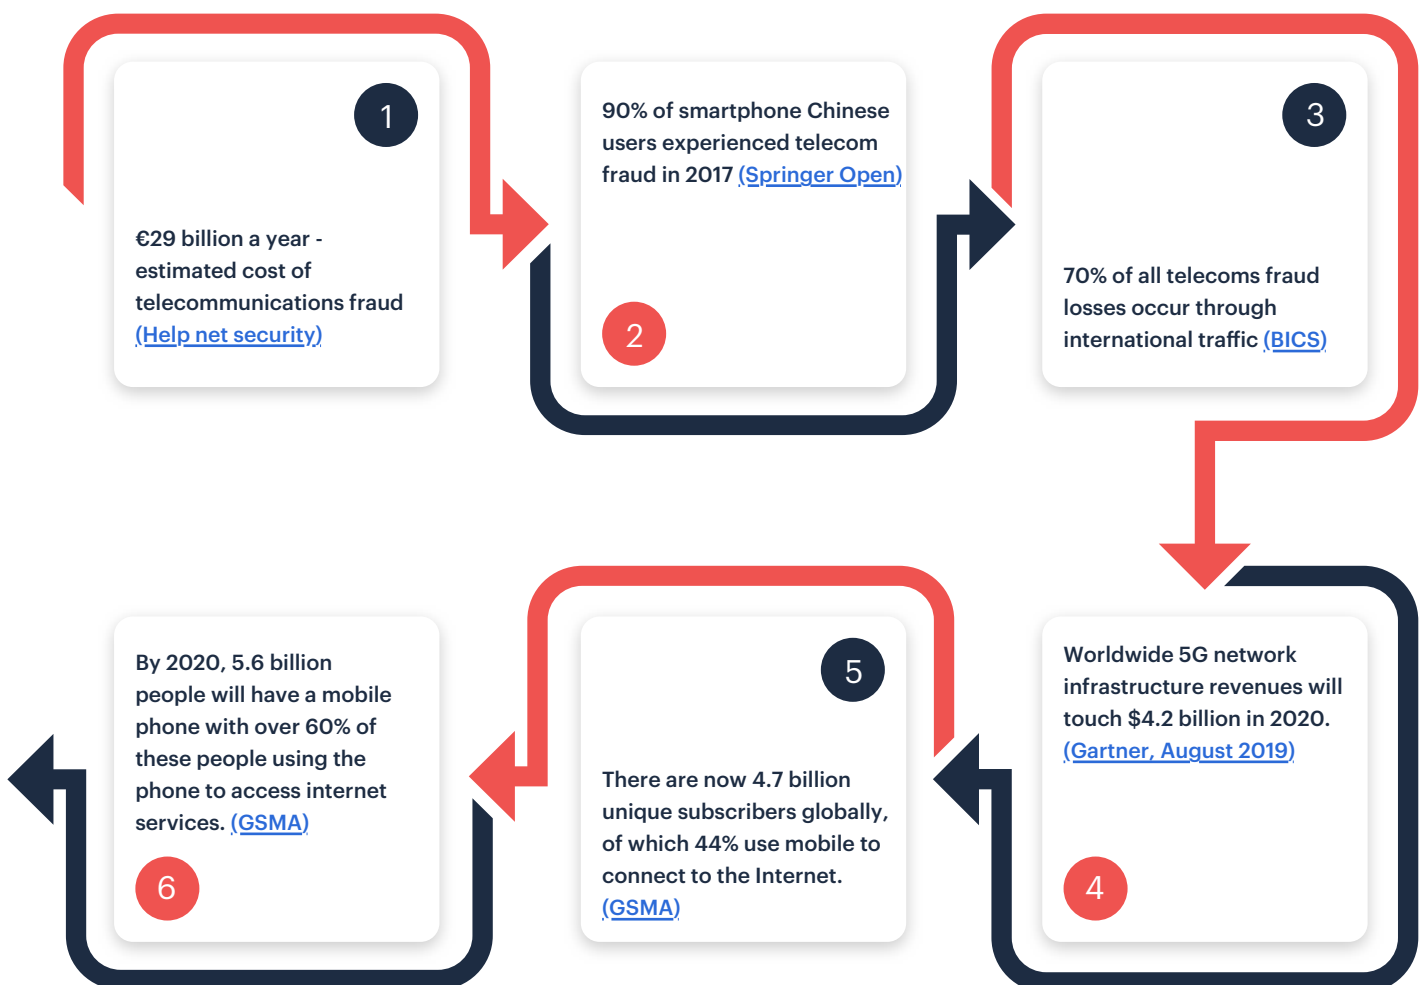 1
€29 billion a year -
estimated cost of
telecommunications fraud
(Help net security)
90% of smartphone Chinese
users experienced telecom
fraud in 2017 (Springer Open)
2
3
70% of all telecoms fraud
losses occur through
international traffic (BICS)
Worldwide 5G network
infrastructure revenues will
touch $4.2 billion in 2020.
(Gartner, August 2019)
4
5
There are now 4.7 billion
unique subscribers globally,
of which 44% use mobile to
connect to the Internet.
(GSMA)
By 2020, 5.6 billion
people will have a mobile
phone with over 60% of
these people using the
phone to access internet
services. (GSMA)
6